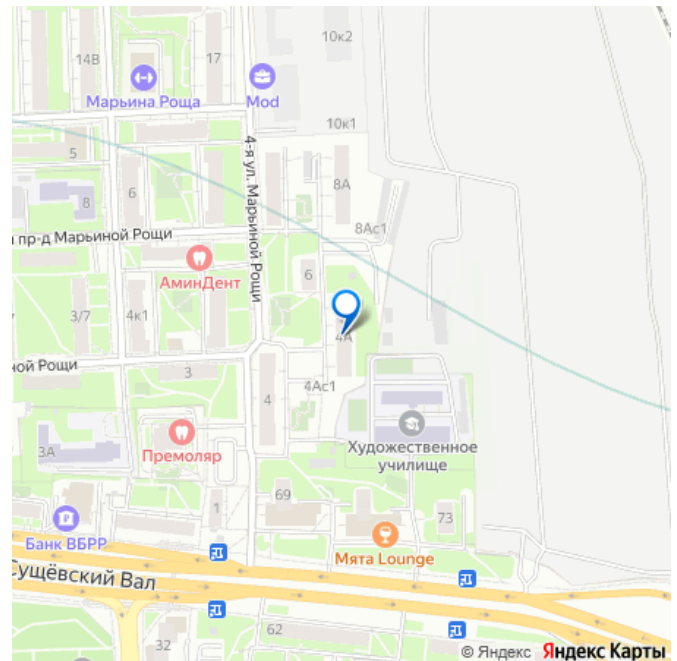 10к2
14В
17
Марьина Роща
Mod
10к1
5
4-я ул. Марьиной Рощи
8
6
8А
й пр-д Марьиной Рощи
8Ас1
АминДент
6
3/7
4к1
4А
ной Рощи
3
4Ас1
4
Художественное
училище
3А
Премоляр
69
1
73
Банк ВБРР
Мята Lounge
Сущёвский Вал
32
62
© Яндекс Яндекс Карты